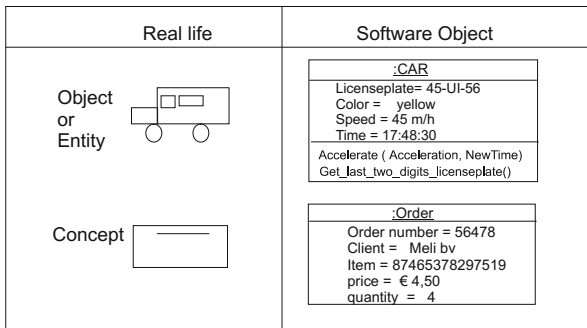 Real life
Software Object
Object
or
Entity
:CAR
Licenseplate= 45-UI-56
Color = yellow
Speed = 45 m/h
Time = 17:48:30
Accelerate ( Acceleration, NewTime)
Get_last_two_digits_licenseplate()
Concept
:Order
Order number = 56478
Client = Meli bv
Item = 87465378297519
price = € 4,50
quantity = 4